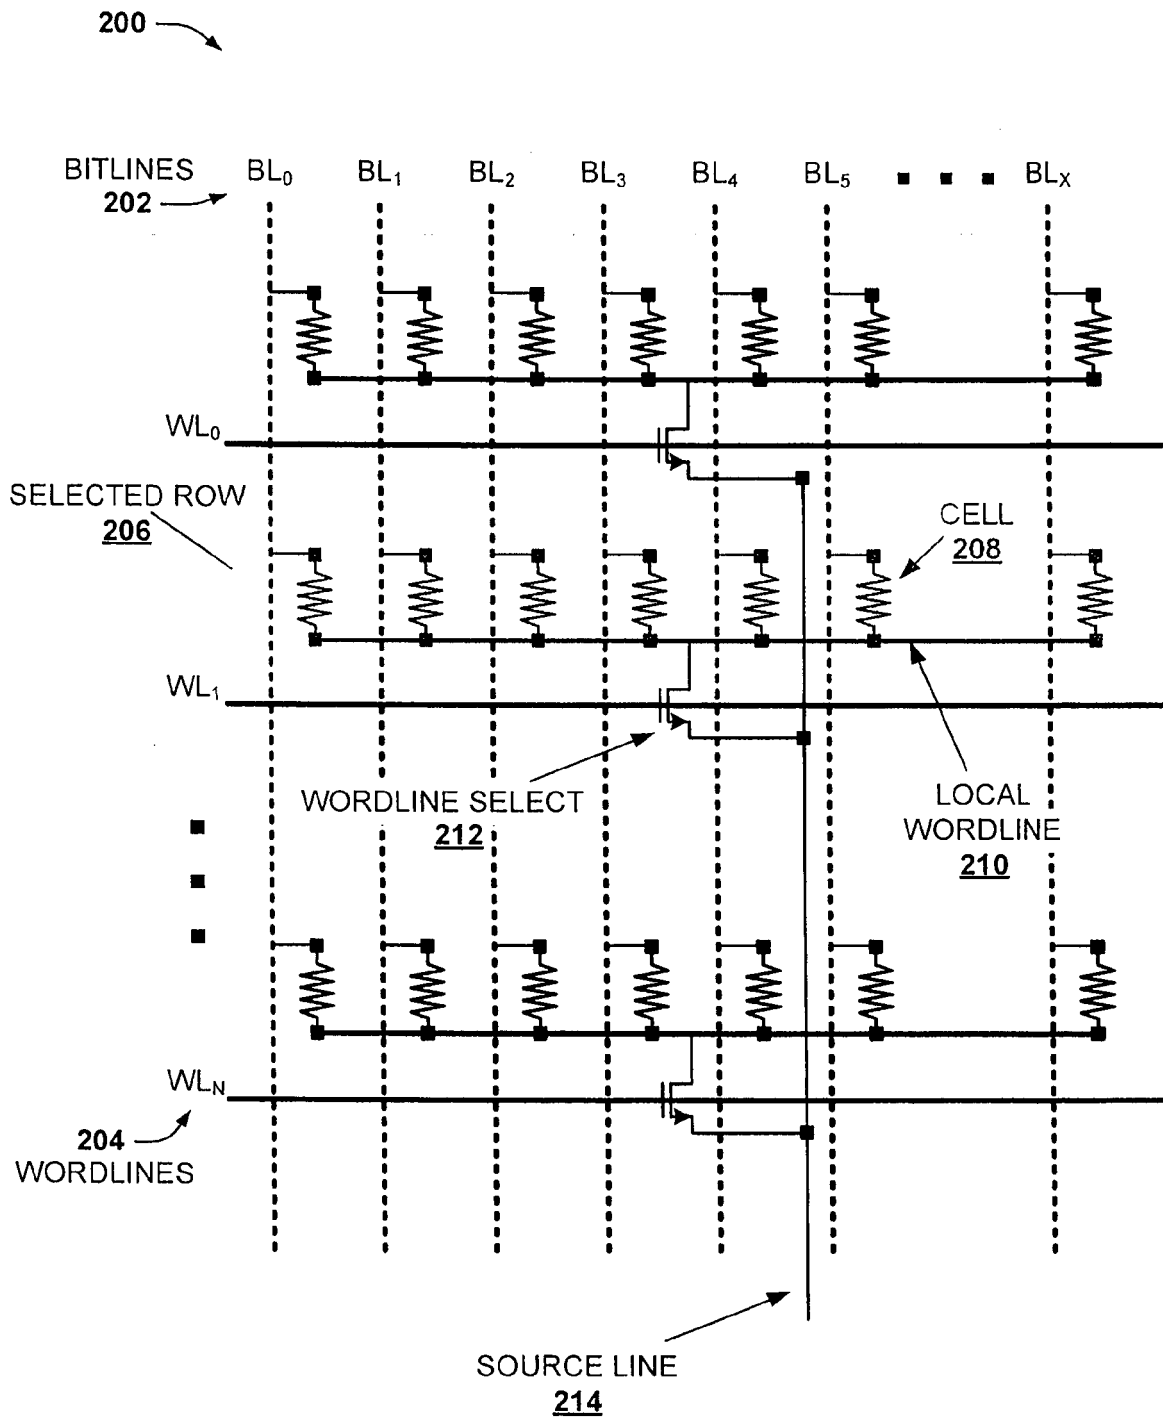 200
BITLINES
202
BL0 BL1 BL2 BL3 BL4 BL5 BLX
WL0
SELECTED ROW
206
CELL
208
WL1
WORDLINE SELECT
212
LOCAL
WORDLINE
210
WLN
204
WORDLINES
SOURCE LINE
214